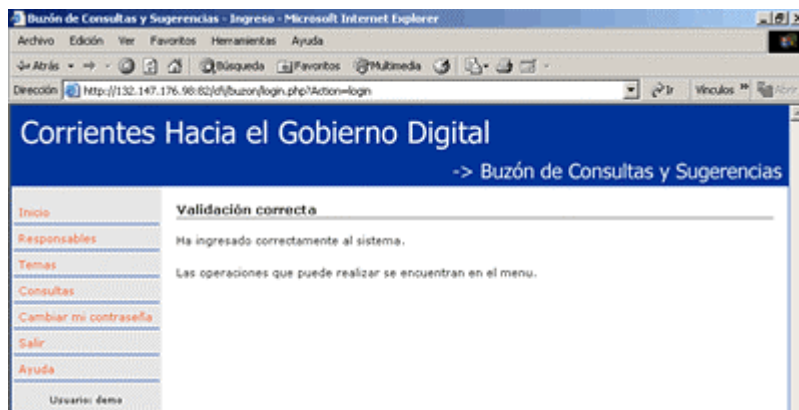 Buzón de Consultas y Sugerencias - Ingreso - Microsoft Internet Explorer
Archivo Edición Ver Favoritos Herramientas Ayuda
Atrás Búsqueda Favoritos Multimedia
Dirección http://132.147.176.98:82/cfi/buzon/login.php?Action=login Ir Vínculos »
Corrientes Hacia el Gobierno Digital
-> Buzón de Consultas y Sugerencias
Inicio
Responsables
Temas
Consultas
Cambiar mi contraseña
Salir
Ayuda
Usuario: demo
Validación correcta
Ha ingresado correctamente al sistema.
Las operaciones que puede realizar se encuentran en el menu.